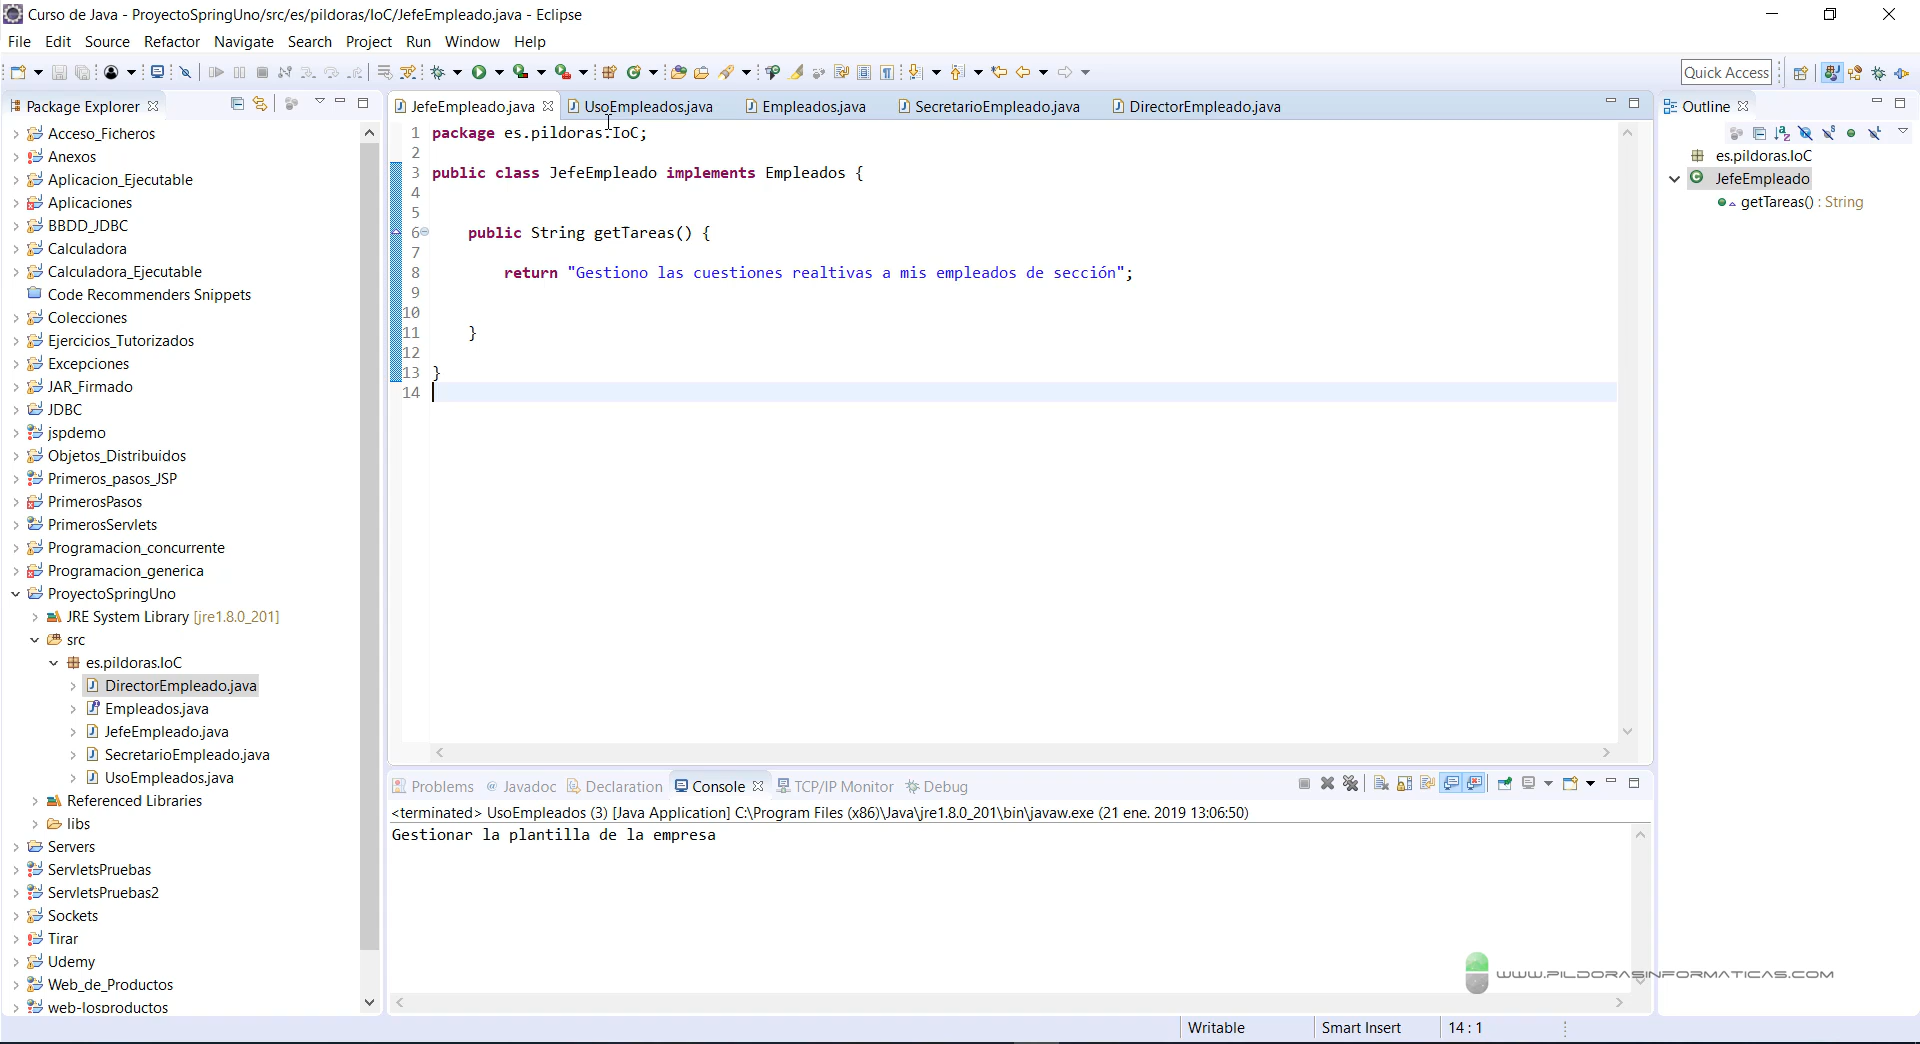 Curso de Java - ProyectoSpringUno/src/es/pildoras/IoC/JefeEmpleado.java - Eclipse
File Edit Source Refactor Navigate Search Project Run Window Help
Quick Access
Package Explorer
Acceso_Ficheros
Anexos
Aplicacion_Ejecutable
Aplicaciones
BBDD_JDBC
Calculadora
Calculadora_Ejecutable
Code Recommenders Snippets
Colecciones
Ejercicios_Tutorizados
Excepciones
JAR_Firmado
JDBC
jspdemo
Objetos_Distribuidos
Primeros_pasos_JSP
PrimerosPasos
PrimerosServlets
Programacion_concurrente
Programacion_generica
ProyectoSpringUno
JRE System Library [jre1.8.0_201]
src
es.pildoras.IoC
DirectorEmpleado.java
Empleados.java
JefeEmpleado.java
SecretarioEmpleado.java
UsoEmpleados.java
Referenced Libraries
libs
Servers
ServletsPruebas
ServletsPruebas2
Sockets
Tirar
Udemy
Web_de_Productos
web-losproductos
JefeEmpleado.java UsoEmpleados.java Empleados.java SecretarioEmpleado.java DirectorEmpleado.java
1 package es.pildoras.IoC;
2
3 public class JefeEmpleado implements Empleados {
4
5
6 public String getTareas() {
7
8 return "Gestiono las cuestiones realtivas a mis empleados de sección";
9
10
11 }
12
13 }
14
Problems Javadoc Declaration Console TCP/IP Monitor Debug
<terminated> UsoEmpleados (3) [Java Application] C:\Program Files (x86)\Java\jre1.8.0_201\bin\javaw.exe (21 ene. 2019 13:06:50)
Gestionar la plantilla de la empresa
Outline
es.pildoras.IoC
JefeEmpleado
getTareas() : String
WWW.PILDORASINFORMATICAS.COM
Writable Smart Insert 14 : 1